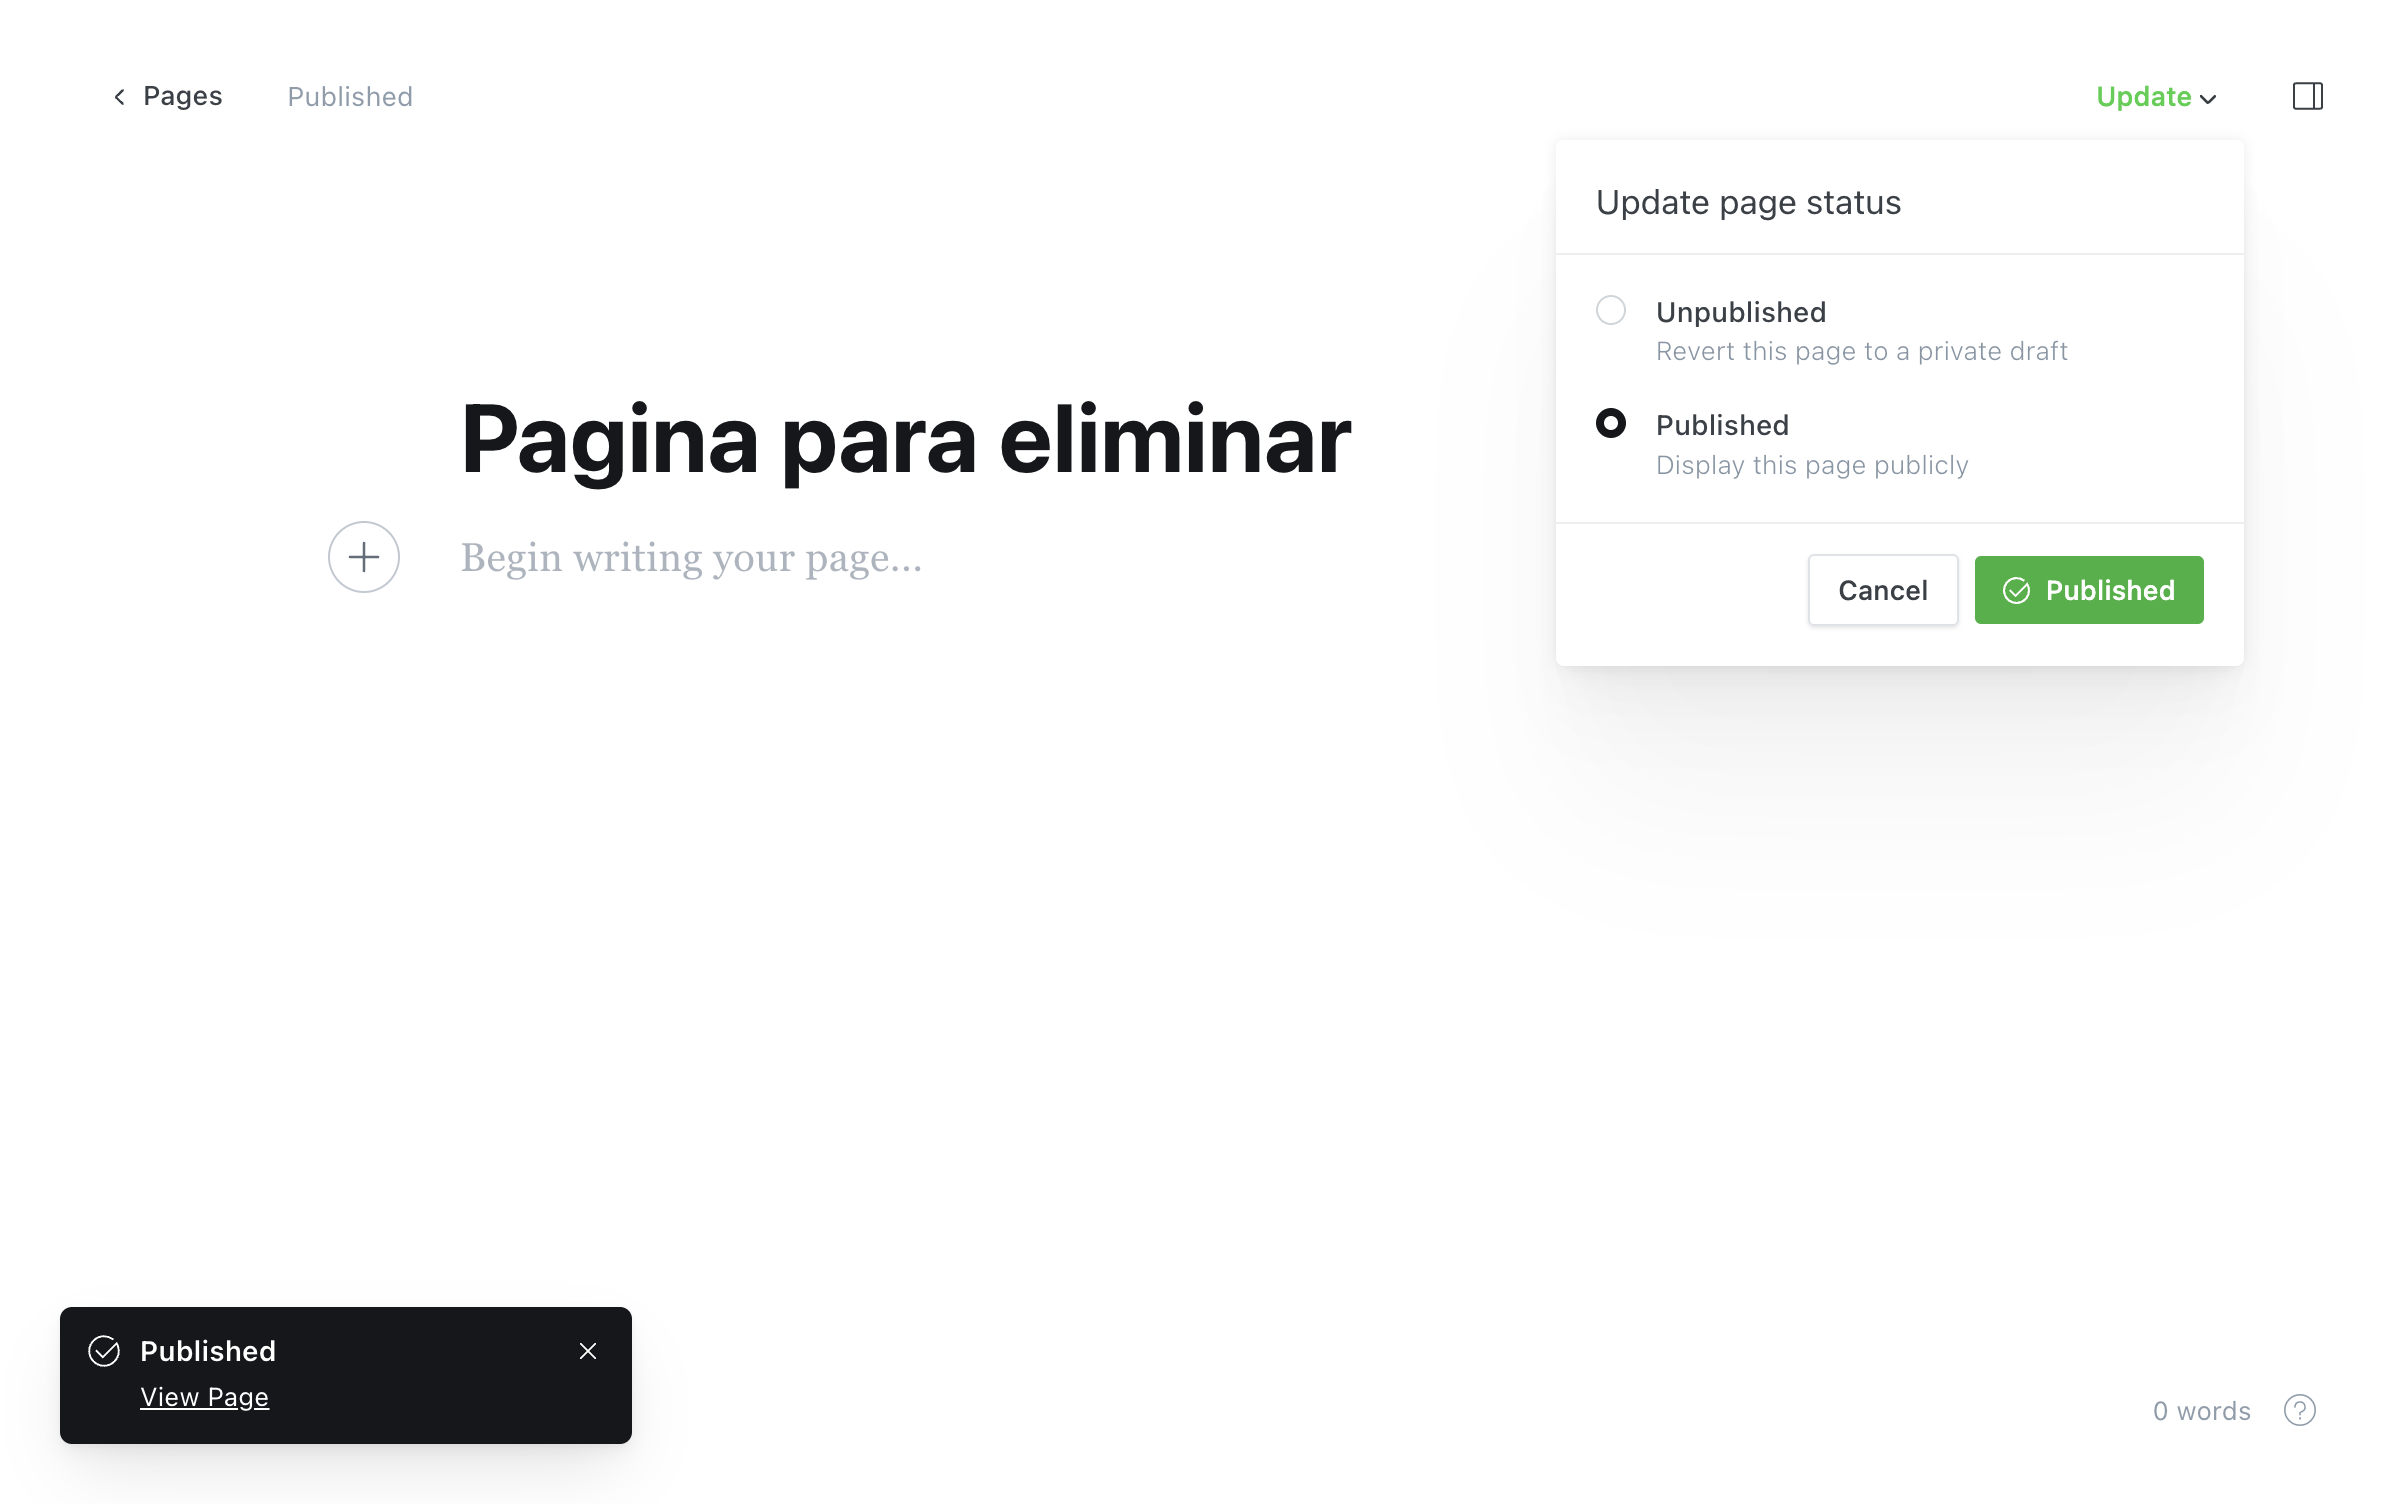 Pages
Published
Update
Update page status
Unpublished
Revert this page to a private draft
Published
Display this page publicly
Cancel
Published
Pagina para eliminar
Begin writing your page...
Published
View Page
0 words
?